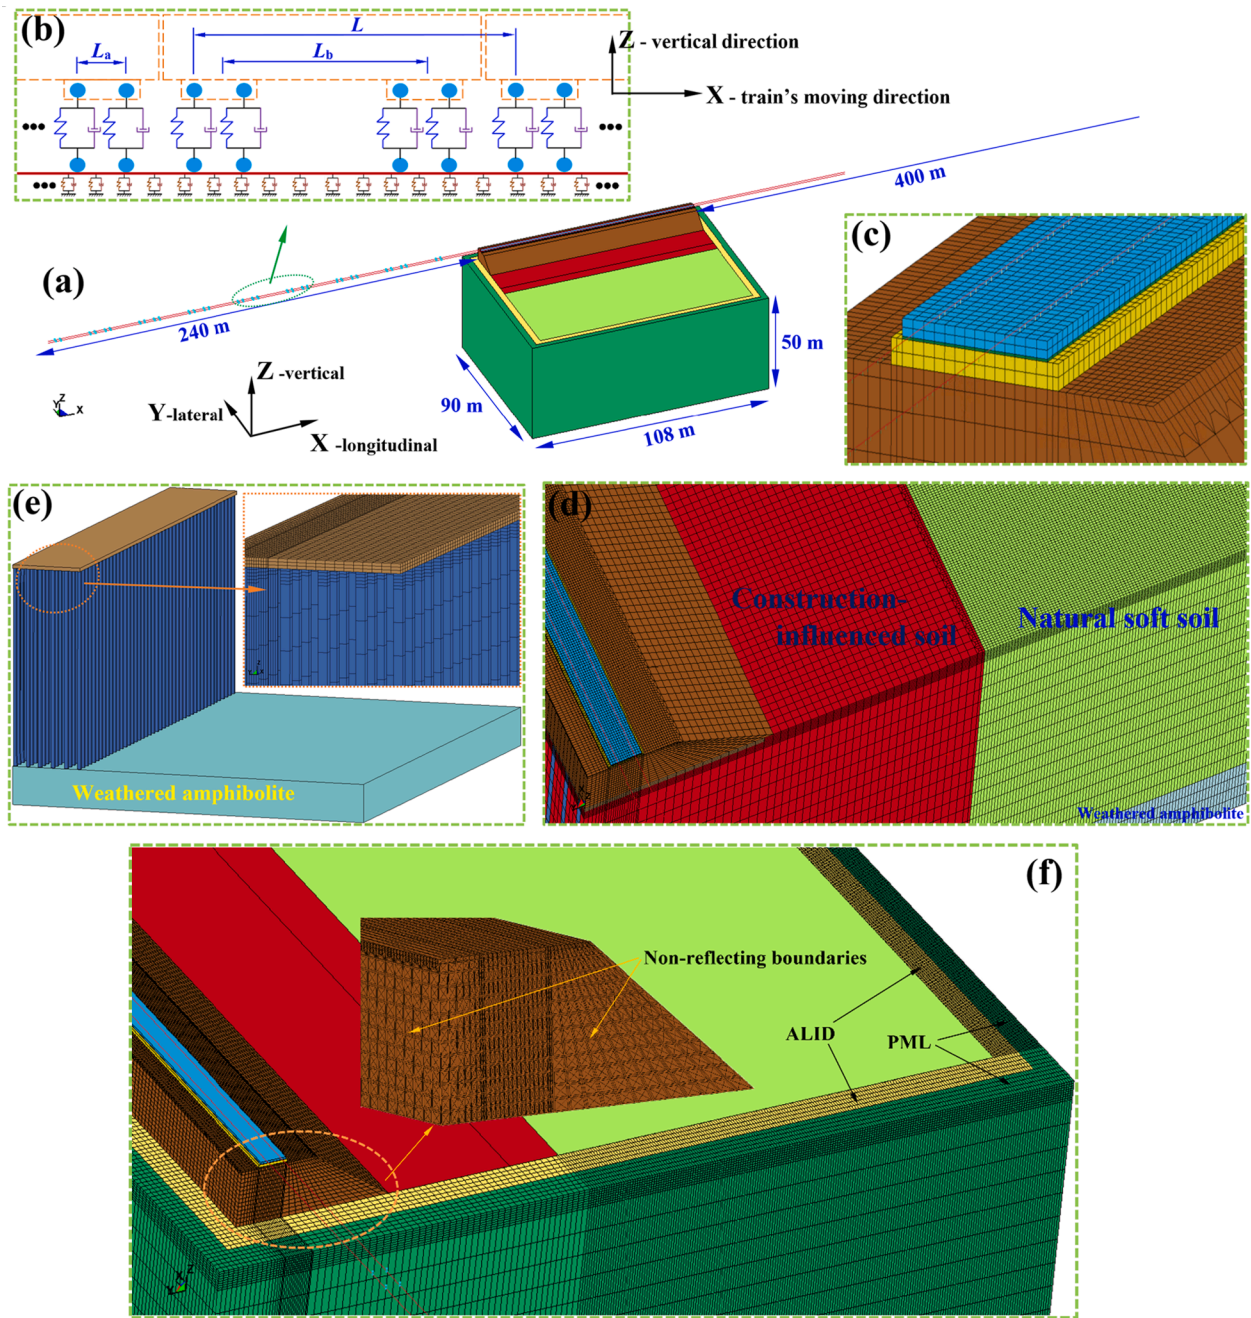 (b)
L
La
Lb
Z - vertical direction
X - train's moving direction
•••
•••
•••
•••
400 m
(a)
240 m
Z -vertical
Y-lateral
X -longitudinal
Z
Y
X
50 m
90 m
108 m
(c)
(e)
Weathered amphibolite
(d)
Construction-
influenced soil
Natural soft soil
Weathered amphibolite
(f)
Non-reflecting boundaries
ALID
PML
X
Z
Y